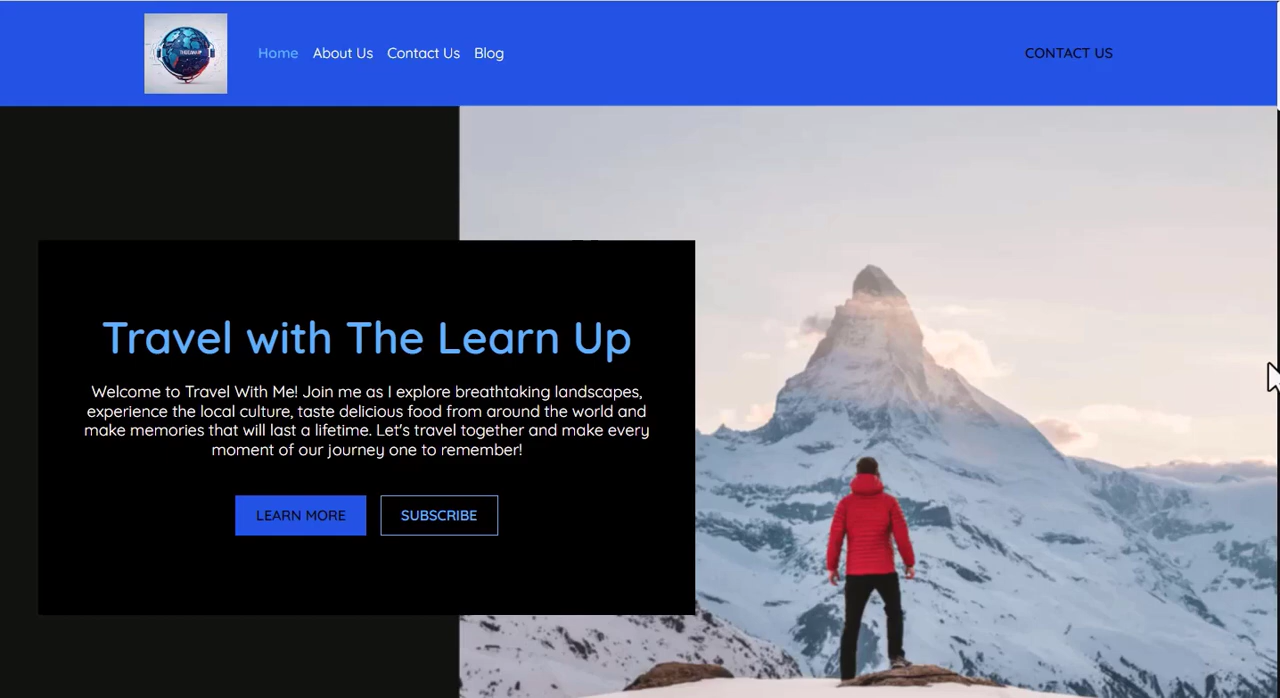 Home About Us Contact Us Blog
CONTACT US
Travel with The Learn Up
Welcome to Travel With Me! Join me as I explore breathtaking landscapes,
experience the local culture, taste delicious food from around the world and
make memories that will last a lifetime. Let's travel together and make every
moment of our journey one to remember!
LEARN MORE SUBSCRIBE